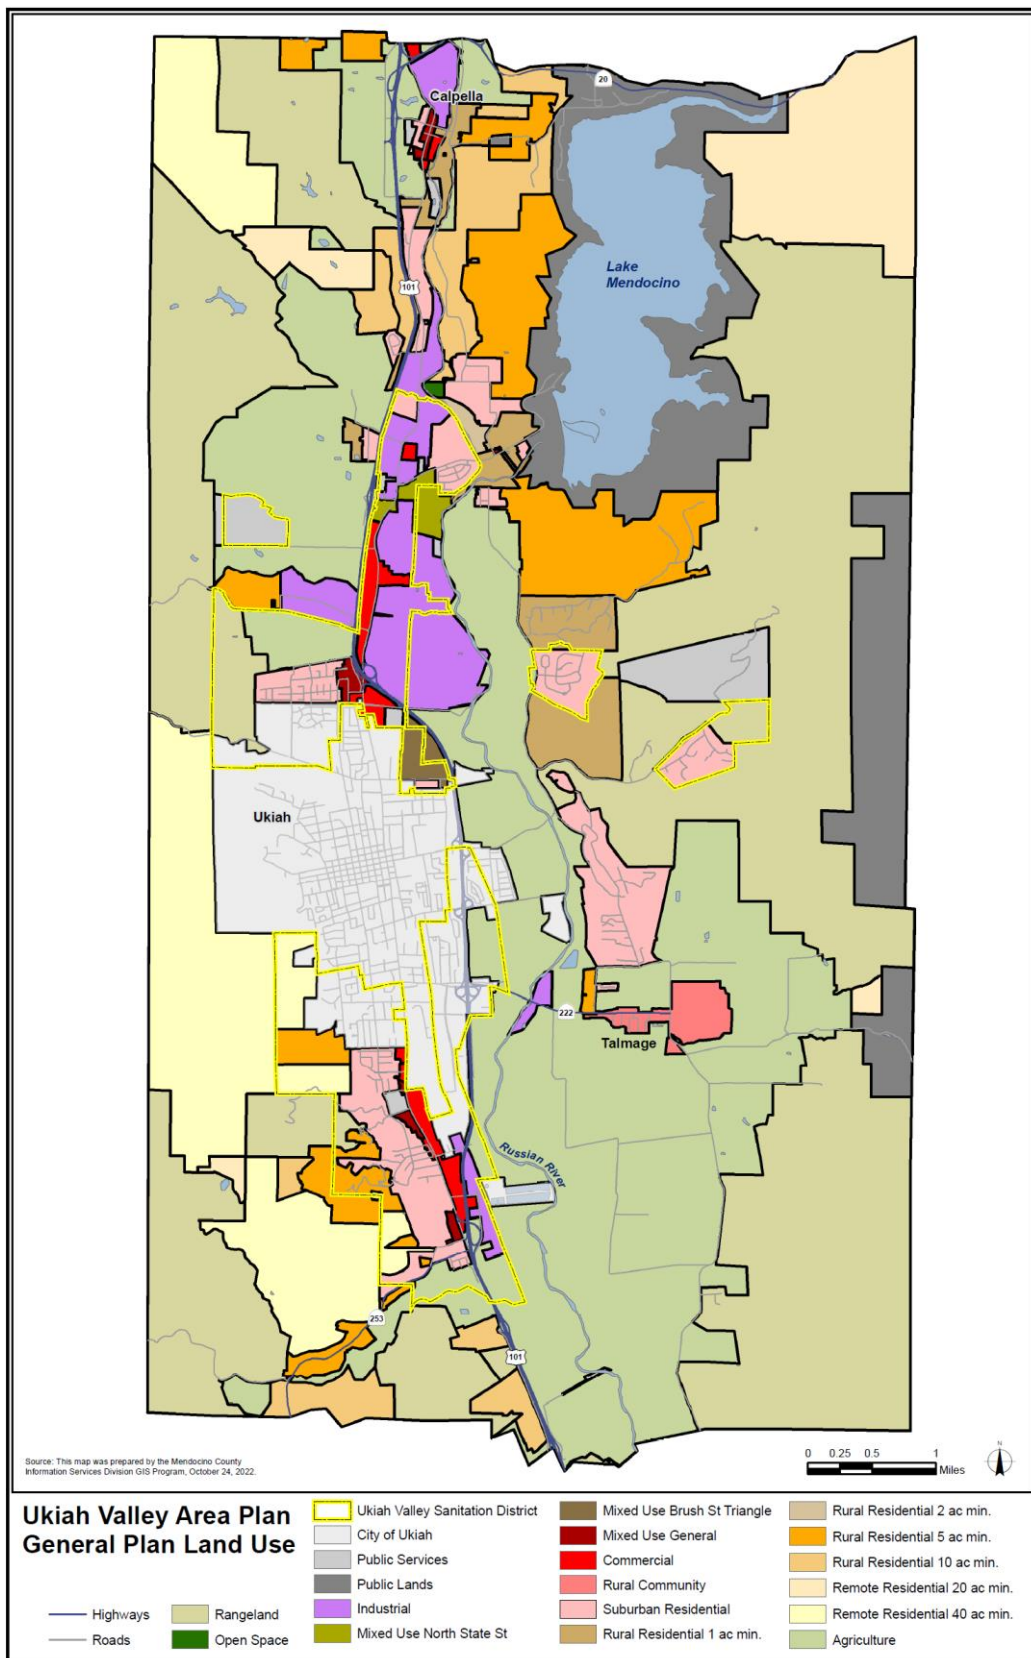 20
Calpella
Lake
Mendocino
101
Ukiah
222
Talmage
Russian River
253
101
Source: This map was prepared by the Mendocino County
Information Services Division GIS Program, October 24, 2022.
0 0.25 0.5 1
Miles
N
Ukiah Valley Area Plan
General Plan Land Use
Highways
Roads
Rangeland
Open Space
Ukiah Valley Sanitation District
City of Ukiah
Public Services
Public Lands
Industrial
Mixed Use North State St
Mixed Use Brush St Triangle
Mixed Use General
Commercial
Rural Community
Suburban Residential
Rural Residential 1 ac min.
Rural Residential 2 ac min.
Rural Residential 5 ac min.
Rural Residential 10 ac min.
Remote Residential 20 ac min.
Remote Residential 40 ac min.
Agriculture